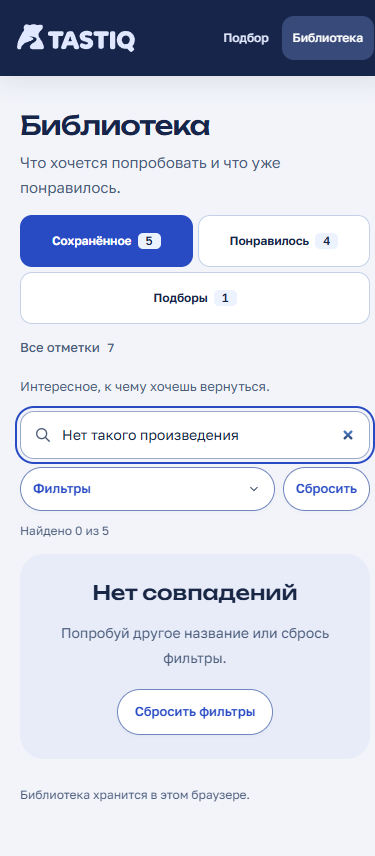 TASTIQ
Подбор
Библиотека
Библиотека
Что хочется попробовать и что уже
понравилось.
Сохранённое 5
Понравилось 4
Подборы 1
Все отметки 7
Интересное, к чему хочешь вернуться.
Нет такого произведения
Фильтры
Сбросить
Найдено 0 из 5
Нет совпадений
Попробуй другое название или сбрось
фильтры.
Сбросить фильтры
Библиотека хранится в этом браузере.